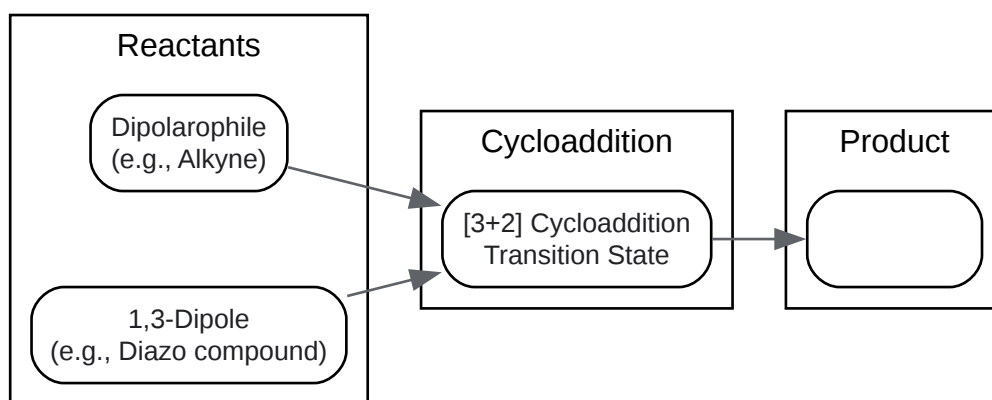 Reactants
Dipolarophile
(e.g., Alkyne)
1,3-Dipole
(e.g., Diazo compound)
Cycloaddition
[3+2] Cycloaddition
Transition State
Product